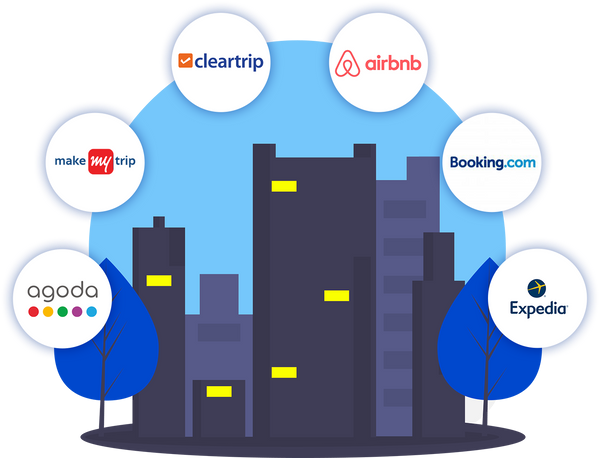 cleartrip
airbnb
make my trip
Booking.com
agoda
Expedia